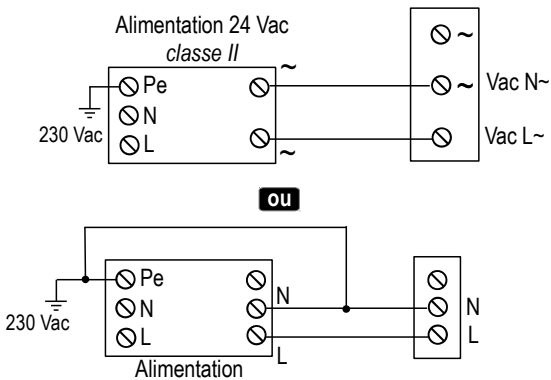 Alimentation 24 Vac
classe II
~
~
Pe
~ Vac N~
N
230 Vac
L
Vac L~
~
ou
Pe
N
N
N
230 Vac
L
L
L
Alimentation